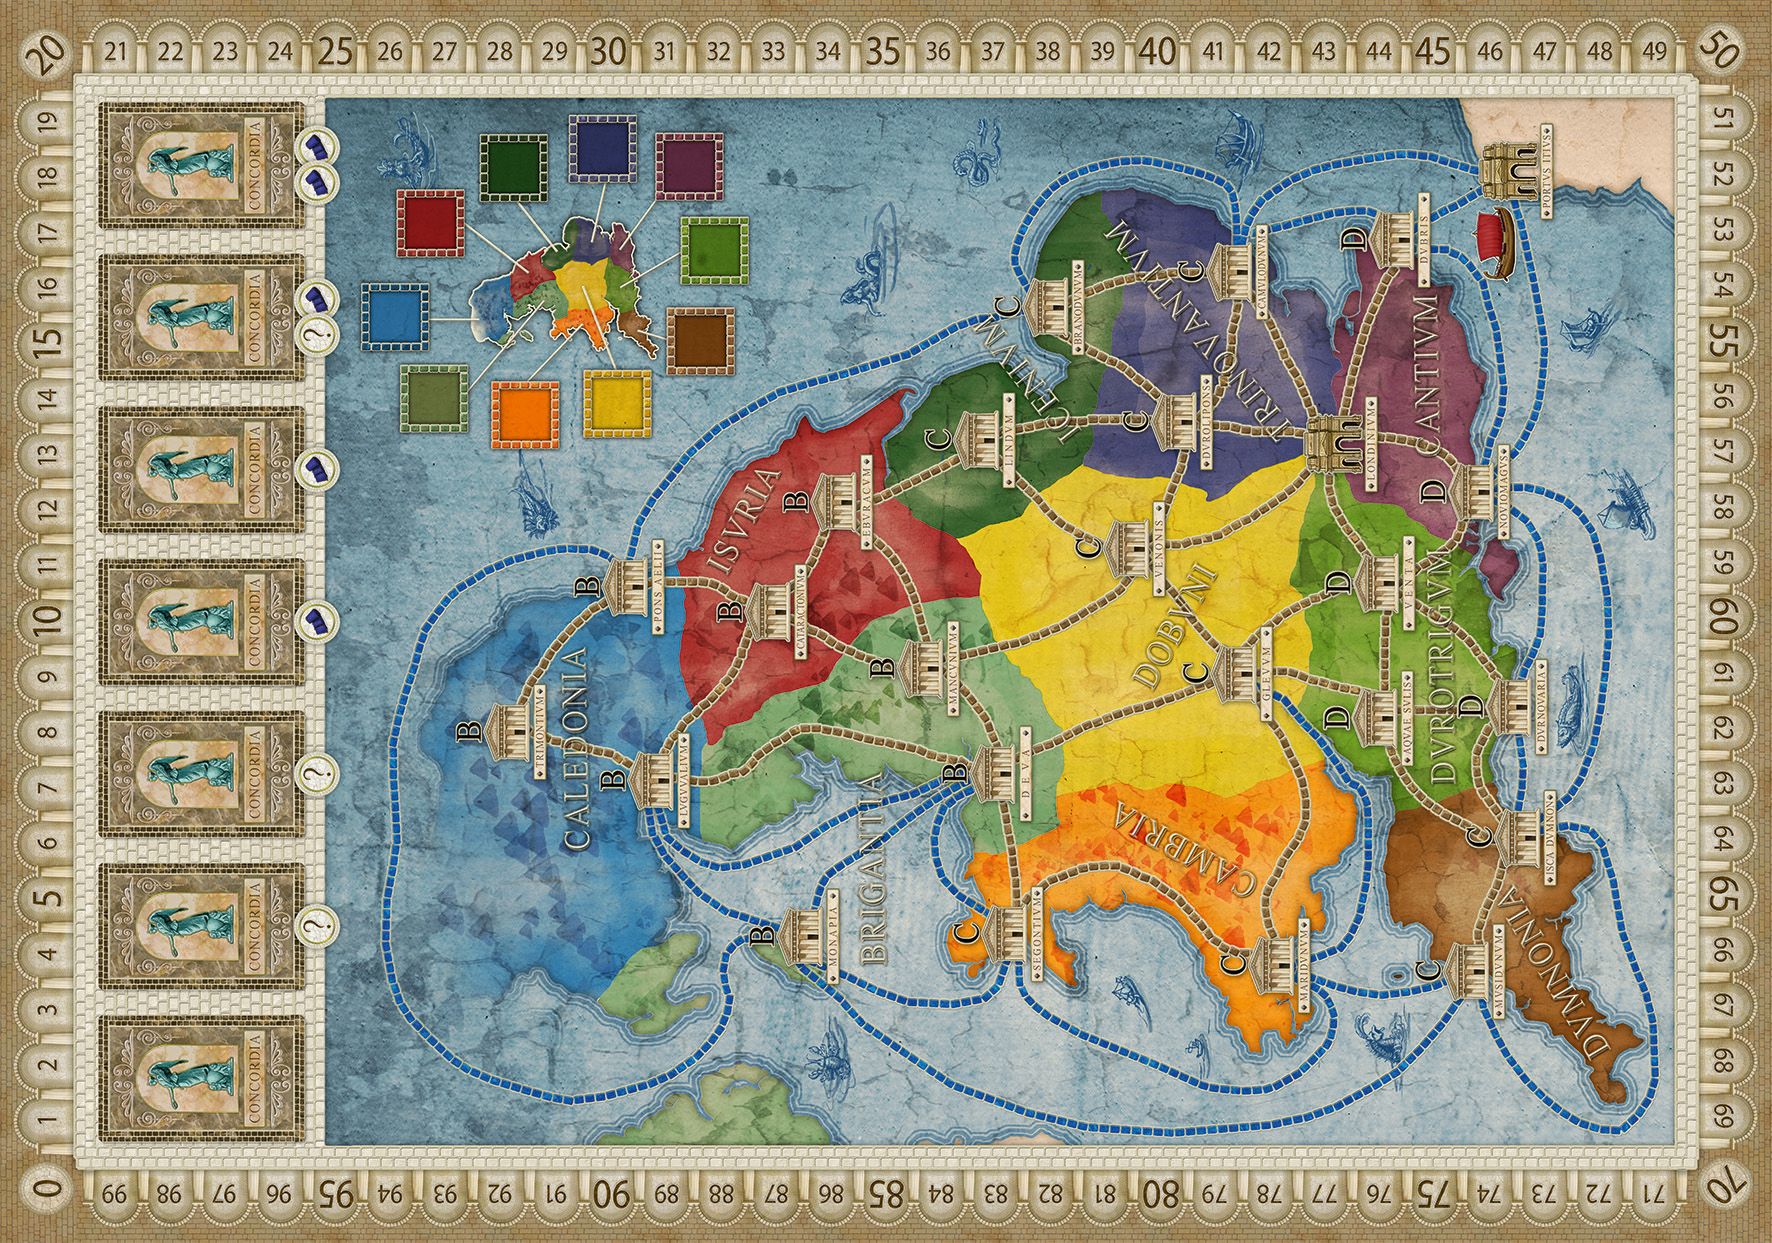 20
21
22
23
24
25
26
27
28
29
30
31
32
33
34
35
36
37
38
39
40
41
42
43
44
45
46
47
48
49
50
19
18
17
16
15
14
13
12
11
10
9
8
7
6
5
4
3
2
1
0
51
52
53
54
55
56
57
58
59
60
61
62
63
64
65
66
67
68
69
70
99
98
97
96
95
94
93
92
91
90
89
88
87
86
85
84
83
82
81
80
79
78
77
76
75
74
73
72
71
CONCORDIA
CONCORDIA
?
CONCORDIA
CONCORDIA
CONCORDIA
?
CONCORDIA
?
CONCORDIA
CALEDONIA
ISVRIA
BRIGANTIA
ICENTIVM
TRINOVANTIVM
CANTIVM
DOBVNI
CAMBRIA
DVROTRIGVM
DVMNONIA
B
TRIMONTIVM
B
LVGVVALIVM
B
PONS AELII
B
CATARACTONIVM
B
EBVRACVM
B
MANCVNIVM
B
DEVA
B
MONAPIA
C
SEGONTIVM
C
MARIDVNVM
C
LINDVM
C
BRANODVNVM
C
CAMVLODVNVM
C
DVROLIPONS
LONDINIVM
C
VENONIS
C
GLEVVM
D
DVBRIS
PORTVS ITIVS
D
NOVIOMAGVS
D
VENEA
D
AQVAE SVLIS
D
DVRNOVARIA
C
ISCA DVMNON
C
MVSIDVNVM